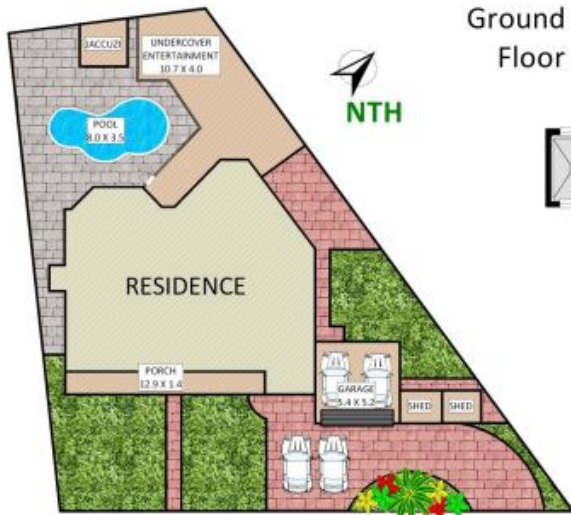 Ground
Floor
JACCUZI
UNDERCOVER
ENTERTAINMENT
10.7 X 4.0
NTH
POOL
8.0 X 3.5
RESIDENCE
PORCH
12.9 X 1.4
GARAGE
5.4 X 5.2
SHED
SHED